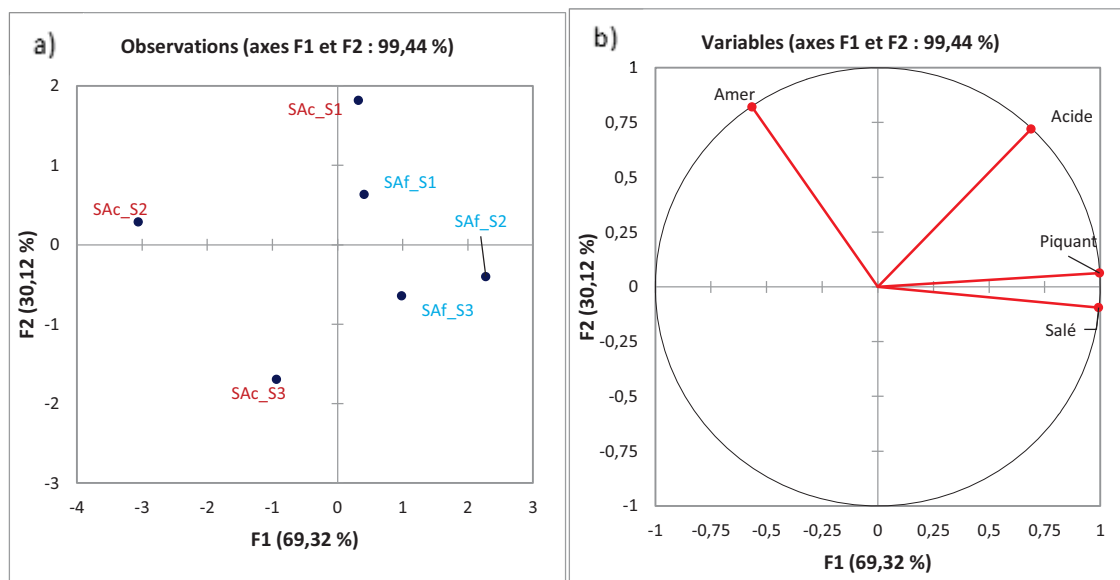 a)
Observations (axes F1 et F2 : 99,44 %)
2
1
0
-1
-2
-3
-4
-3
-2
-1
0
1
2
3
F2 (30,12 %)
F1 (69,32 %)
SAc_S1
SAf_S1
SAc_S2
SAf_S2
SAf_S3
SAc_S3
b)
Variables (axes F1 et F2 : 99,44 %)
1
0,75
0,5
0,25
0
-0,25
-0,5
-0,75
-1
-1
-0,75
-0,5
-0,25
0
0,25
0,5
0,75
1
F2 (30,12 %)
F1 (69,32 %)
Amer
Acide
Piquant
Salé